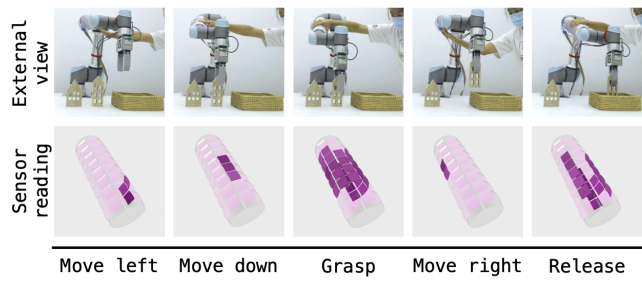 External
view
Sensor
reading
Move left
Move down
Grasp
Move right
Release